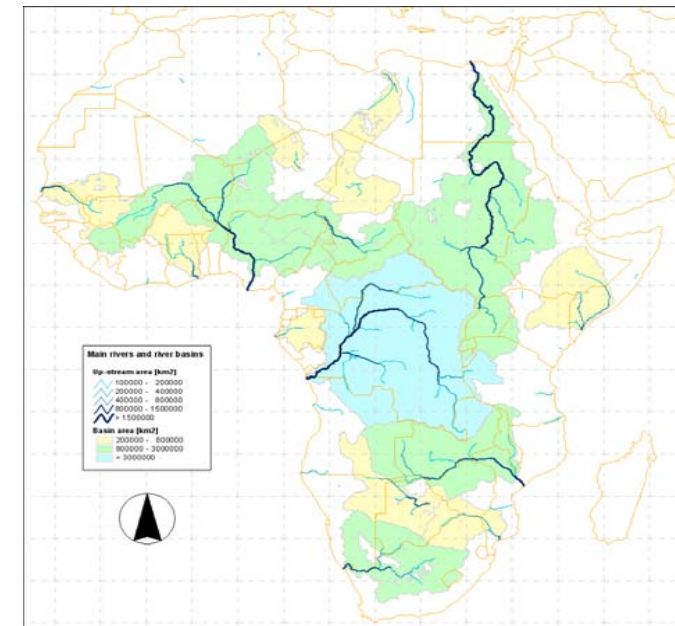 Main rivers and river basins
Up-stream area [km2]
100000 - 200000
200000 - 400000
400000 - 800000
800000 - 1500000
> 1500000
Basin area [km2]
200000 - 800000
800000 - 3000000
> 3000000